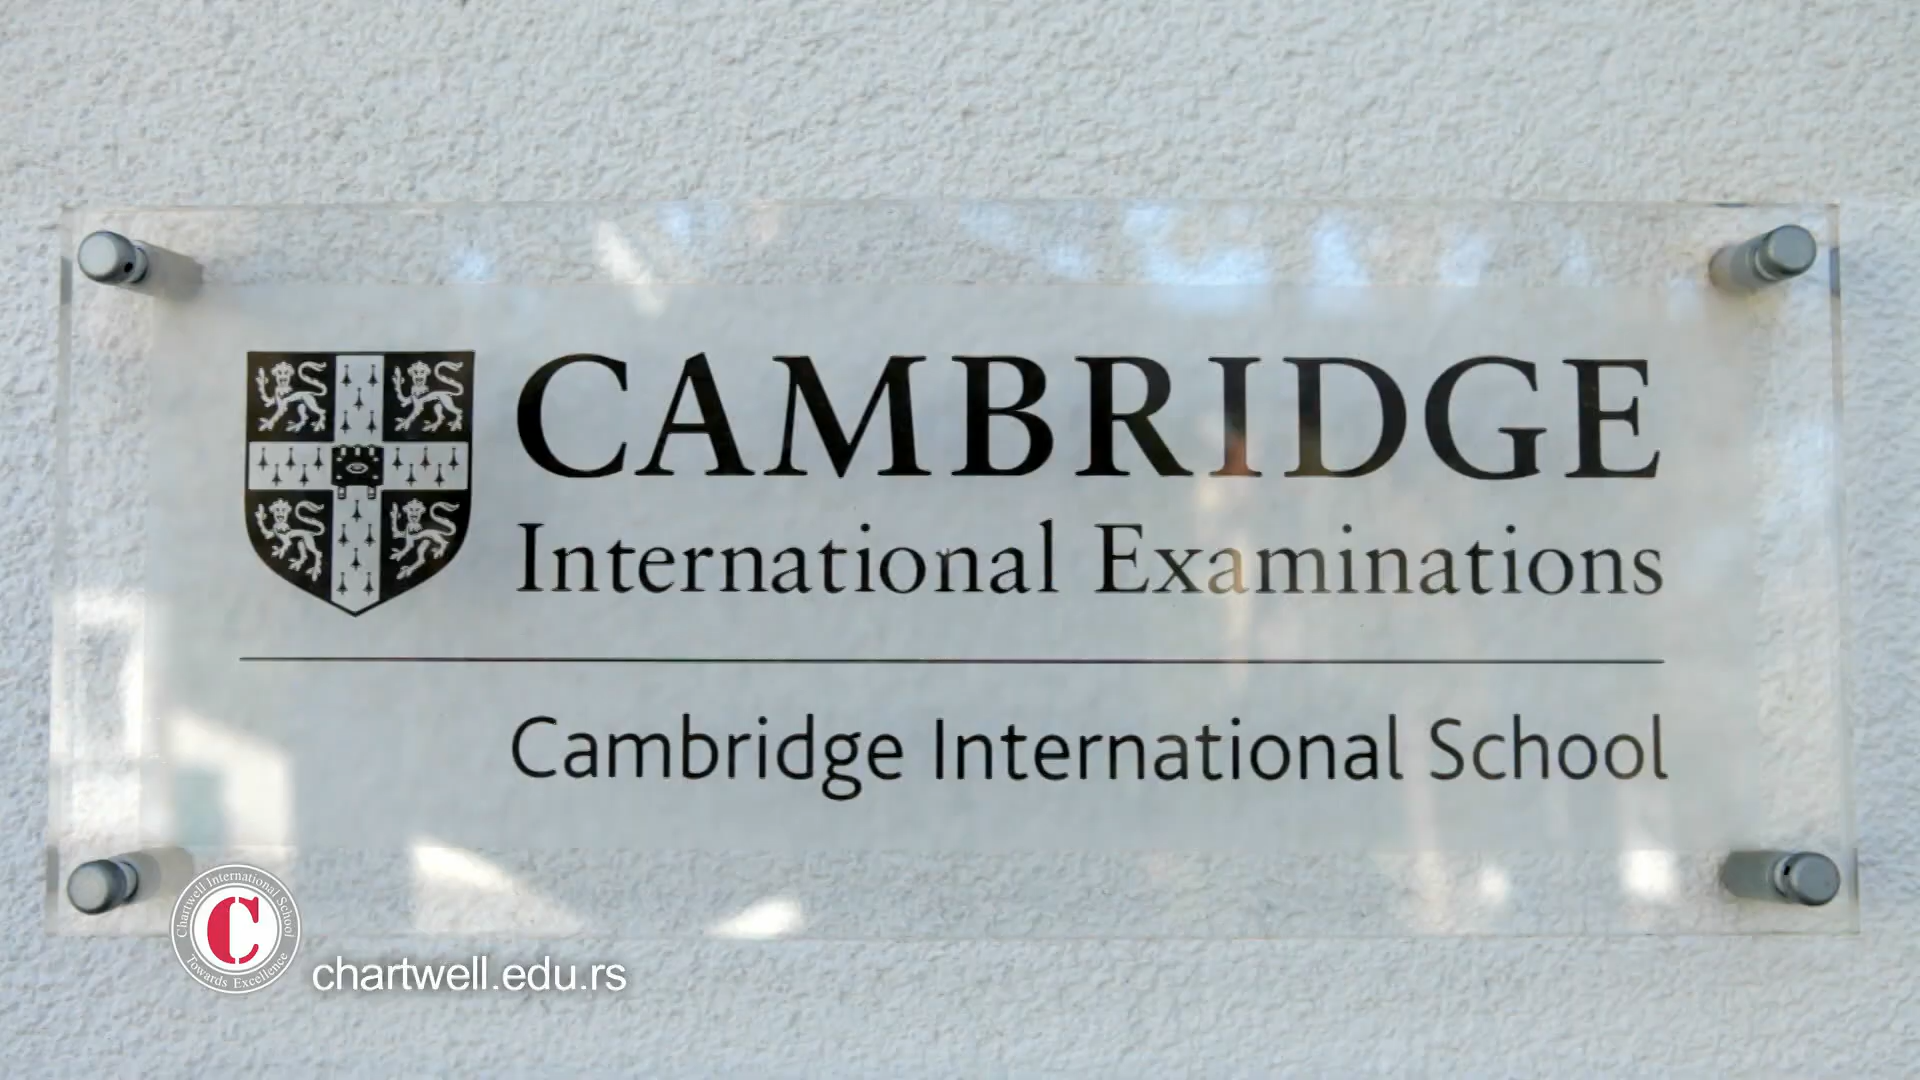 CAMBRIDGE
International Examinations
Cambridge International School
Chartwell International School
C
Towards Excellence
chartwell.edu.rs